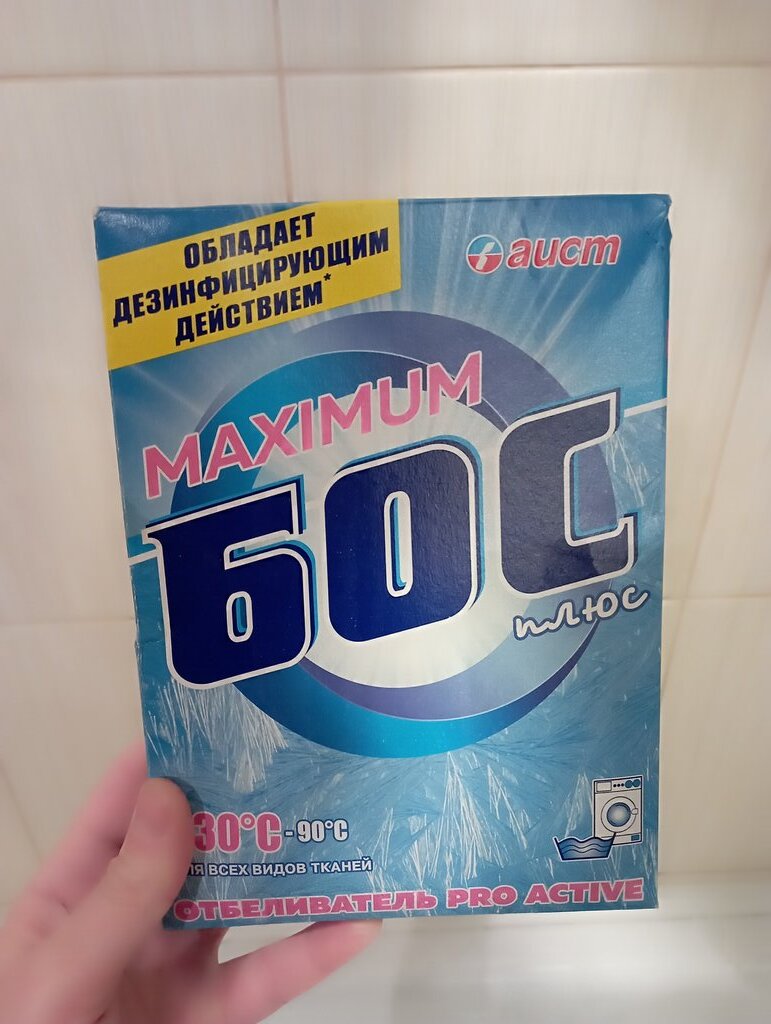 ОБЛАДАЕТ
ДЕЗИНФИЦИРУЮЩИМ
ДЕЙСТВИЕМ*
аист
MAXIMUM
БОС
плюс
30°C - 90°C
ВСЕХ ВИДОВ ТКАНЕЙ
ОТБЕЛИВАТЕЛЬ PRO ACTIVE